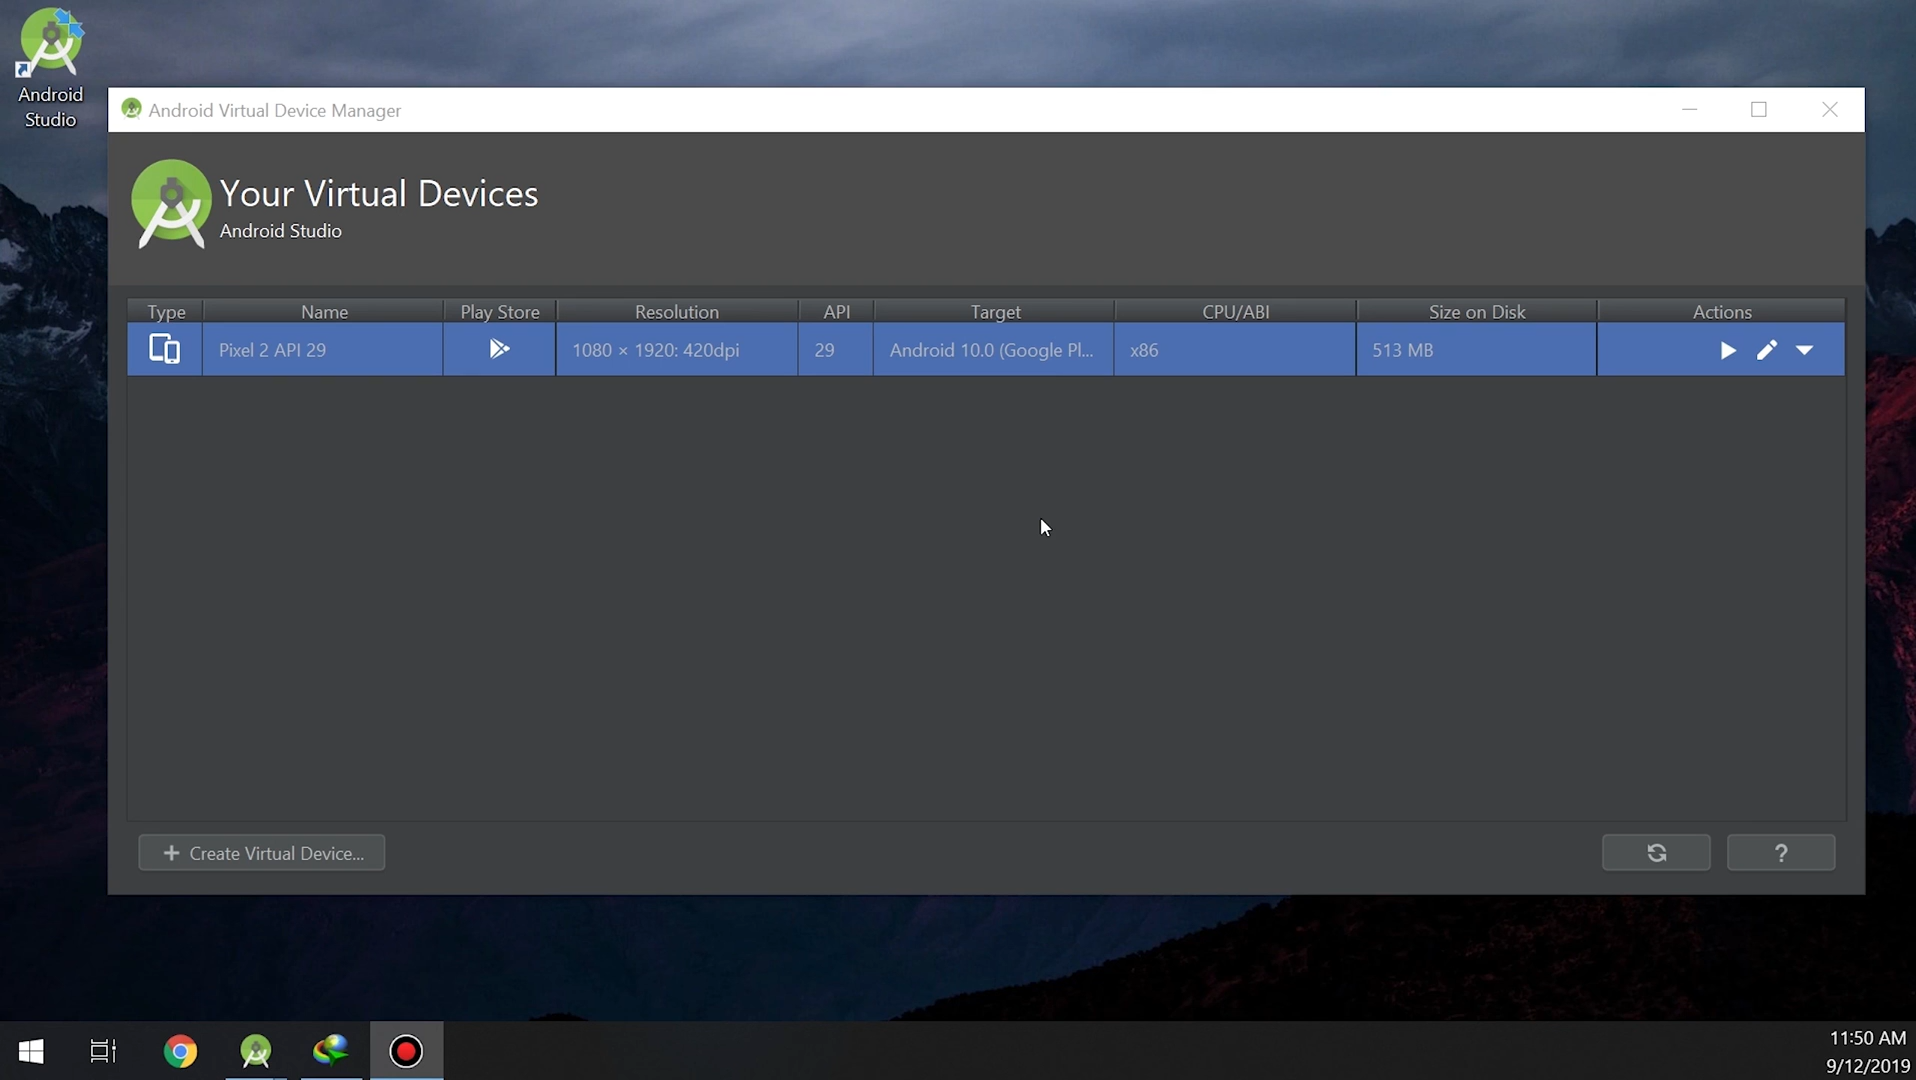 Android
Studio
Android Virtual Device Manager
Your Virtual Devices
Android Studio
Type Name Play Store Resolution API Target CPU/ABI Size on Disk Actions
Pixel 2 API 29 1080 × 1920: 420dpi 29 Android 10.0 (Google Pl... x86 513 MB
+ Create Virtual Device... ?
11:50 AM
9/12/2019